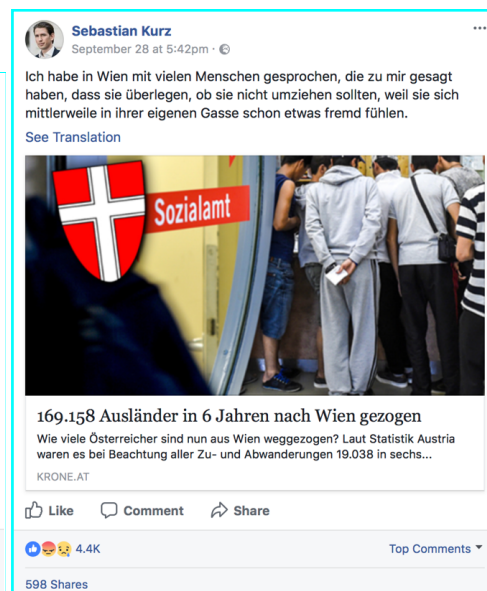 Sebastian Kurz
September 28 at 5:42pm ·
Ich habe in Wien mit vielen Menschen gesprochen, die zu mir gesagt
haben, dass sie überlegen, ob sie nicht umziehen sollten, weil sie sich
mittlerweile in ihrer eigenen Gasse schon etwas fremd fühlen.
See Translation
Sozialamt
169.158 Ausländer in 6 Jahren nach Wien gezogen
Wie viele Österreicher sind nun aus Wien weggezogen? Laut Statistik Austria
waren es bei Beachtung aller Zu- und Abwanderungen 19.038 in sechs...
KRONE.AT
Like Comment Share
4.4K Top Comments
598 Shares